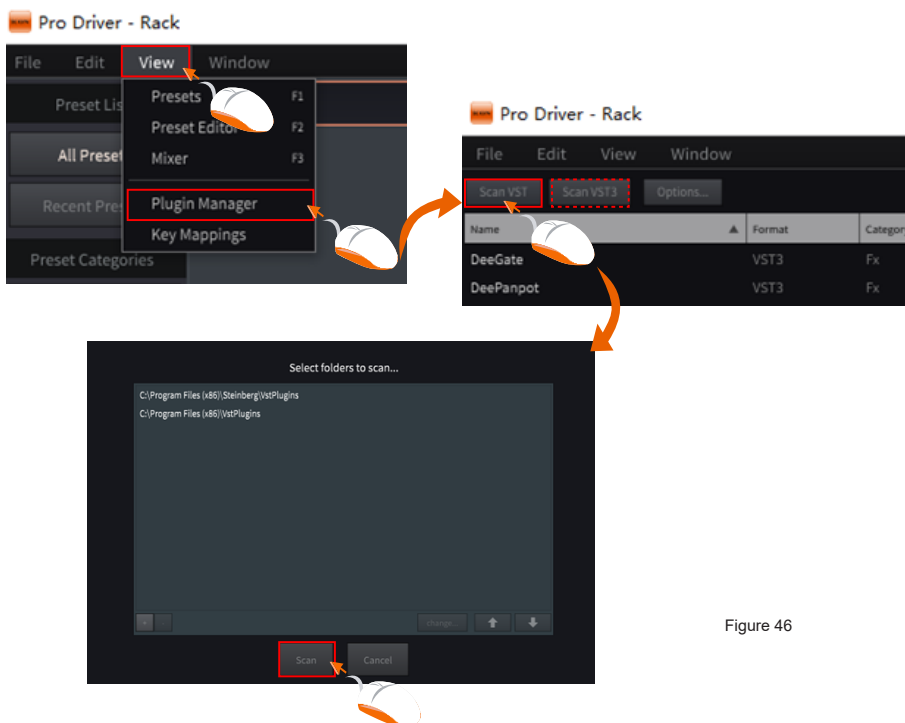 Pro Driver - Rack
File Edit View Window
Preset Lis
Presets F1
Preset Editor F2
All Preset
Mixer F3
Recent Pres
Plugin Manager
Key Mappings
Preset Categories
Pro Driver - Rack
File Edit View Window
Scan VST Scan VST3 Options...
Name Format Categor
DeeGate VST3 Fx
DeePanpot VST3 Fx
Select folders to scan...
C:\Program Files (x86)\Steinberg\VstPlugins
C:\Program Files (x86)\VstPlugins
+ - change...
Scan Cancel
Figure 46